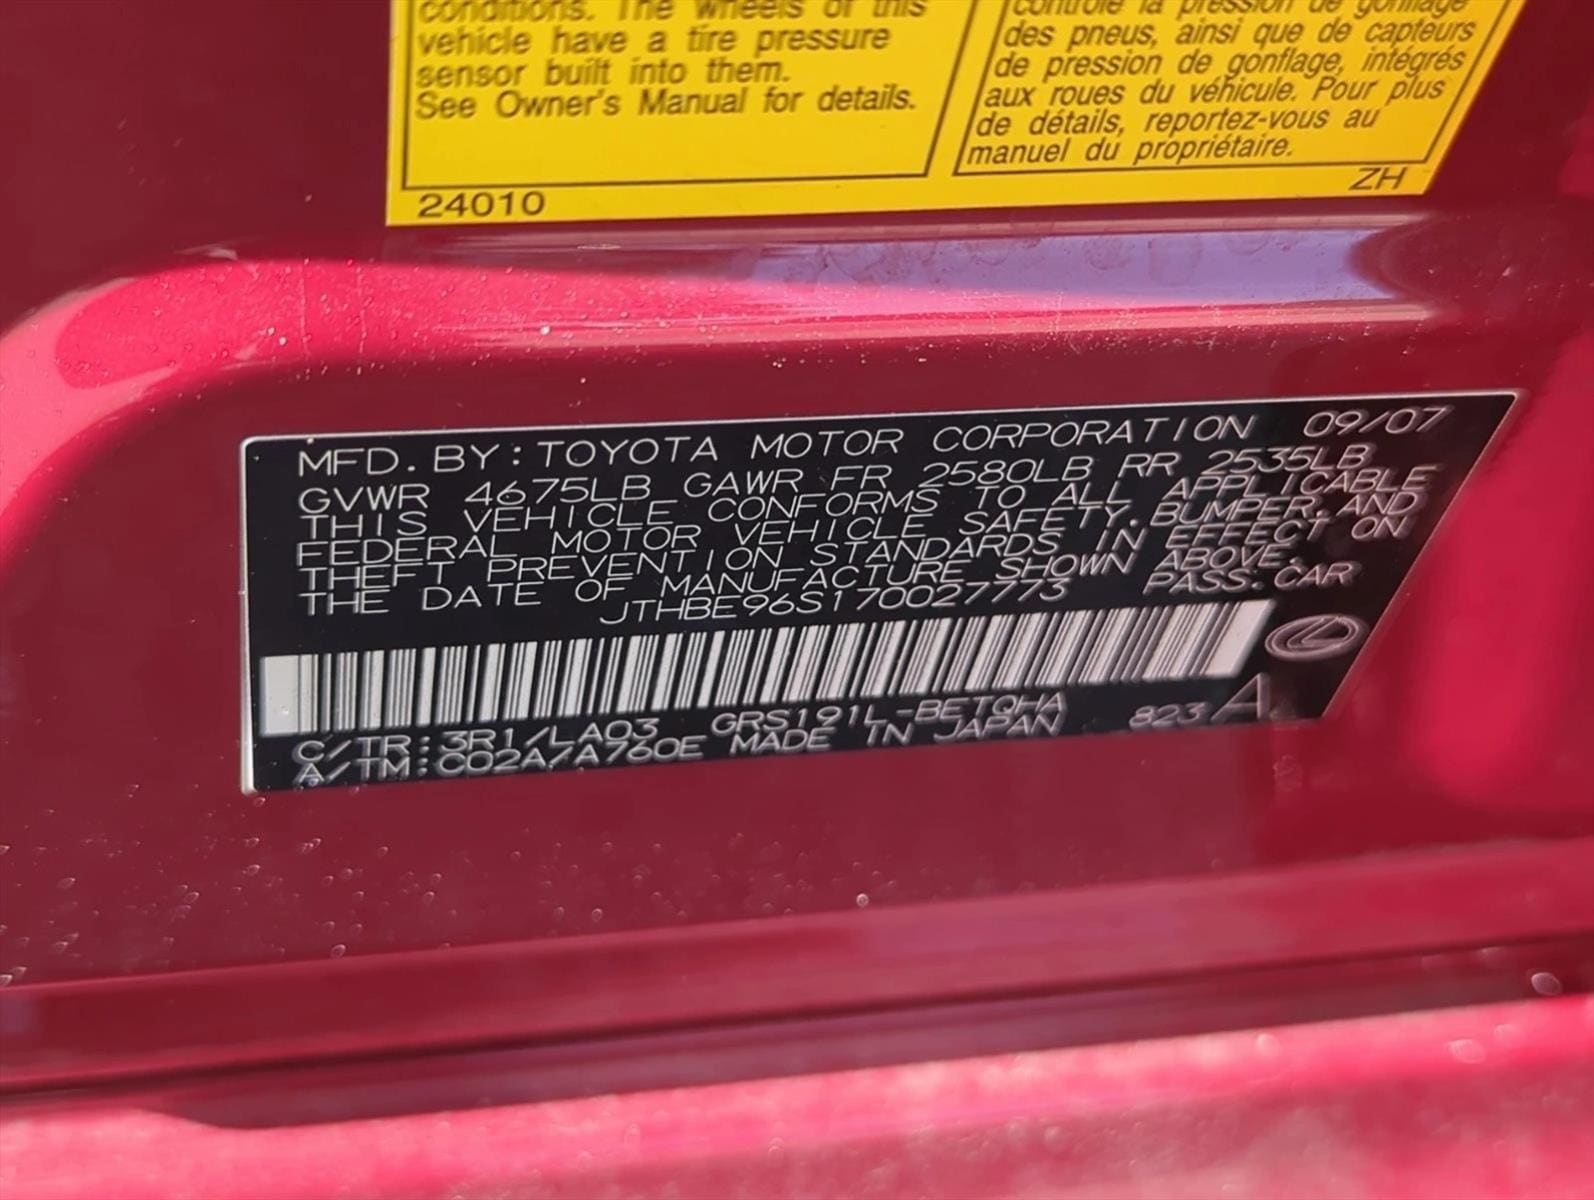 conditions. The wheels of this
vehicle have a tire pressure
sensor built into them.
See Owner's Manual for details.
24010
contrôle la pression de gonflage
des pneus, ainsi que de capteurs
de pression de gonflage, intégrés
aux roues du véhicule. Pour plus
de détails, reportez-vous au
manuel du propriétaire.
ZH
MFD. BY: TOYOTA MOTOR CORPORATION 09/07
GVWR 4675LB GAWR FR 2580LB RR 2535LB
THIS VEHICLE CONFORMS TO ALL APPLICABLE
FEDERAL MOTOR VEHICLE SAFETY, BUMPER, AND
THEFT PREVENTION STANDARDS IN EFFECT ON
THE DATE OF MANUFACTURE SHOWN ABOVE.
JTHBE96S170027773 PASS. CAR
C/TR: 3R1/LA03 GRS191L-BETQHA 823 A
A/TM: C02A/A760E MADE IN JAPAN